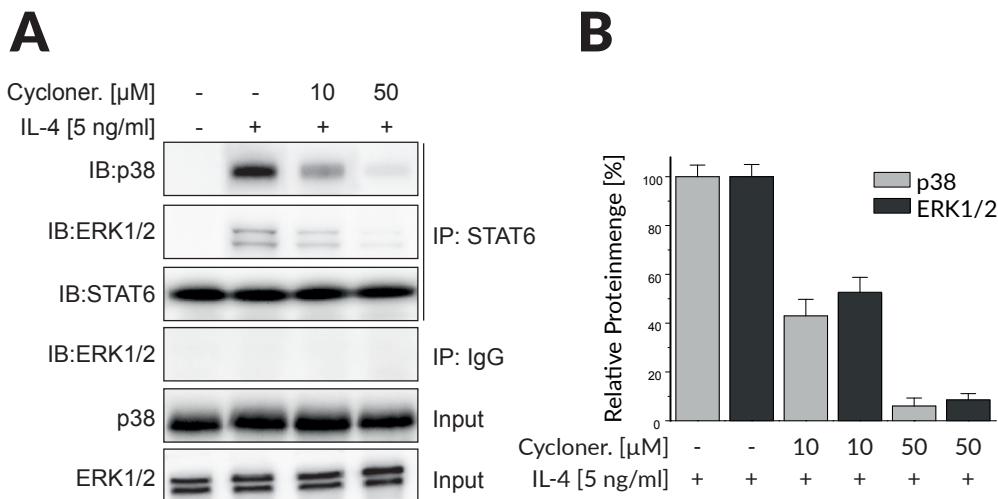 A
Cycloner. [µM] - - 10 50
IL-4 [5 ng/ml] - + + +
IB:p38
IB:ERK1/2
IB:STAT6
IP: STAT6
IB:ERK1/2 IP: IgG
p38 Input
ERK1/2 Input
B
Relative Proteinmenge [%]
100
80
60
40
20
0
p38
ERK1/2
Cycloner. [µM] - - 10 10 50 50
IL-4 [5 ng/ml] + + + + + +